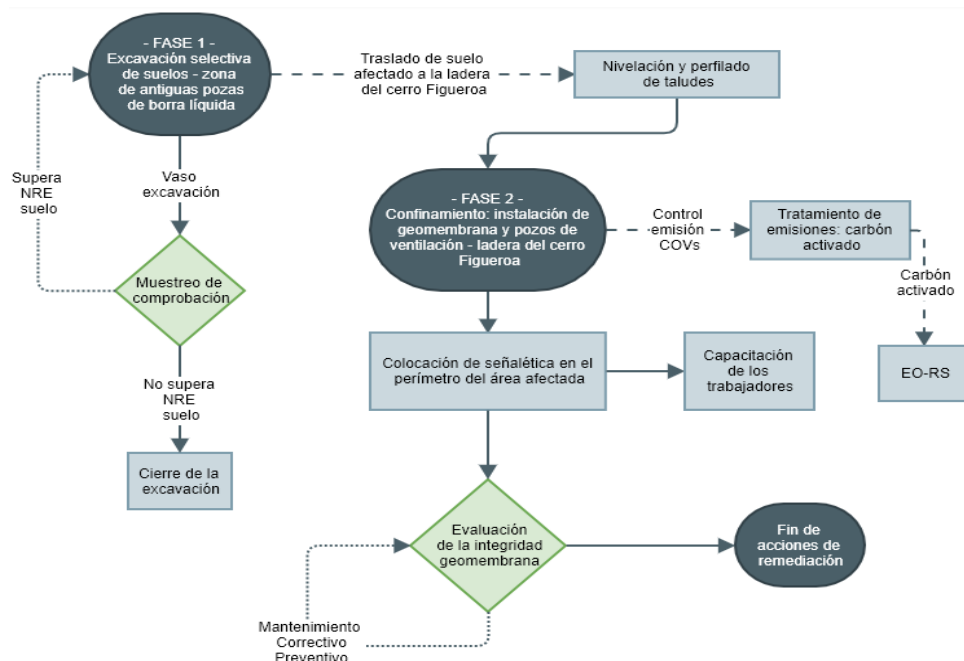 - FASE 1 -
Excavación selectiva
de suelos - zona
de antiguas pozas
de borra líquida
Traslado de suelo
afectado a la ladera
del cerro Figueroa
Nivelación y perfilado
de taludes
Supera
NRE
suelo
Vaso
excavación
Muestreo de
comprobación
No supera
NRE
suelo
Cierre de la
excavación
- FASE 2 -
Confinamiento: instalación de
geomembrana y pozos de
ventilación - ladera del cerro
Figueroa
Control
emisión
COVs
Tratamiento de
emisiones: carbón
activado
Carbón
activado
EO-RS
Colocación de señalética en el
perímetro del área afectada
Capacitación
de los
trabajadores
Evaluación
de la integridad
geomembrana
Fin de
acciones de
remediación
Mantenimiento
Correctivo
Preventivo